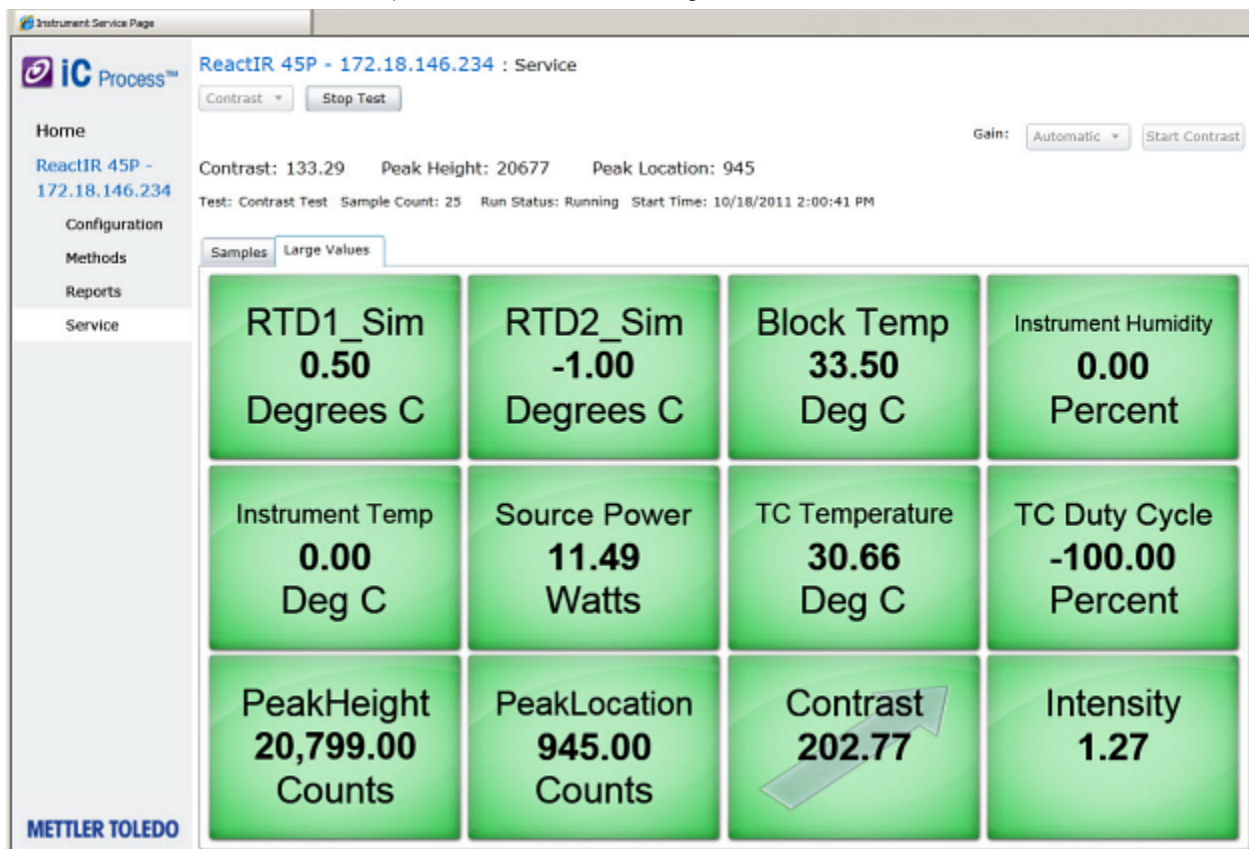 Instrument Service Page
iC Process™
ReactIR 45P - 172.18.146.234 : Service
Contrast
Stop Test
Home
Gain:
Automatic
Start Contrast
ReactIR 45P -
172.18.146.234
Contrast: 133.29 Peak Height: 20677 Peak Location: 945
Test: Contrast Test Sample Count: 25 Run Status: Running Start Time: 10/18/2011 2:00:41 PM
Configuration
Methods
Reports
Service
Samples
Large Values
RTD1_Sim
0.50
Degrees C
RTD2_Sim
-1.00
Degrees C
Block Temp
33.50
Deg C
Instrument Humidity
0.00
Percent
Instrument Temp
0.00
Deg C
Source Power
11.49
Watts
TC Temperature
30.66
Deg C
TC Duty Cycle
-100.00
Percent
PeakHeight
20,799.00
Counts
PeakLocation
945.00
Counts
Contrast
202.77
Intensity
1.27
METTLER TOLEDO